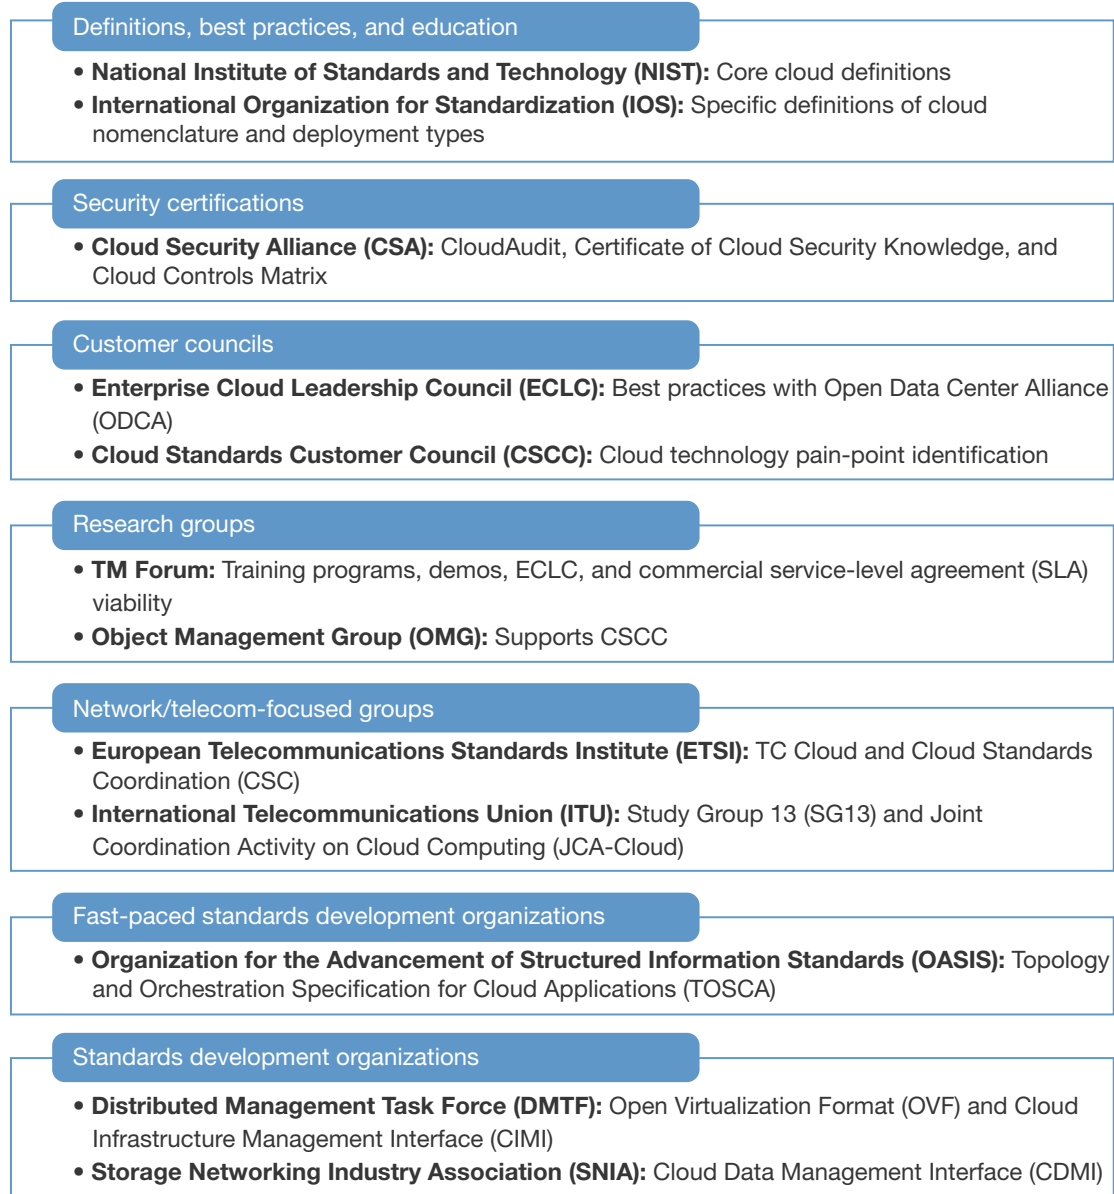 Definitions, best practices, and education
• National Institute of Standards and Technology (NIST): Core cloud definitions
• International Organization for Standardization (IOS): Specific definitions of cloud
nomenclature and deployment types
Security certifications
• Cloud Security Alliance (CSA): CloudAudit, Certificate of Cloud Security Knowledge, and
Cloud Controls Matrix
Customer councils
• Enterprise Cloud Leadership Council (ECLC): Best practices with Open Data Center Alliance
(ODCA)
• Cloud Standards Customer Council (CSCC): Cloud technology pain-point identification
Research groups
• TM Forum: Training programs, demos, ECLC, and commercial service-level agreement (SLA)
viability
• Object Management Group (OMG): Supports CSCC
Network/telecom-focused groups
• European Telecommunications Standards Institute (ETSI): TC Cloud and Cloud Standards
Coordination (CSC)
• International Telecommunications Union (ITU): Study Group 13 (SG13) and Joint
Coordination Activity on Cloud Computing (JCA-Cloud)
Fast-paced standards development organizations
• Organization for the Advancement of Structured Information Standards (OASIS): Topology
and Orchestration Specification for Cloud Applications (TOSCA)
Standards development organizations
• Distributed Management Task Force (DMTF): Open Virtualization Format (OVF) and Cloud
Infrastructure Management Interface (CIMI)
• Storage Networking Industry Association (SNIA): Cloud Data Management Interface (CDMI)